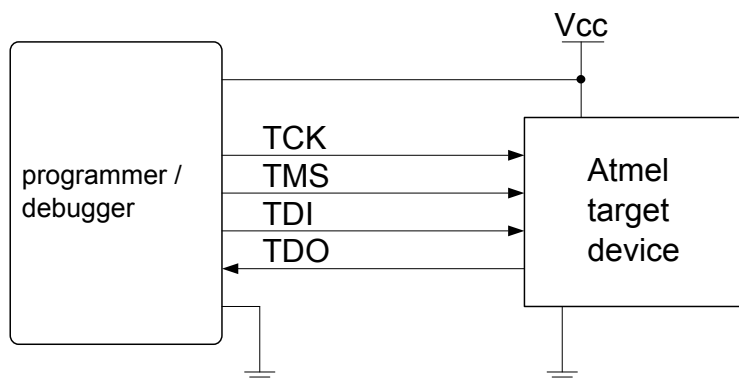 Vcc
TCK
TMS
TDI
TDO
programmer /
debugger
Atmel
target
device